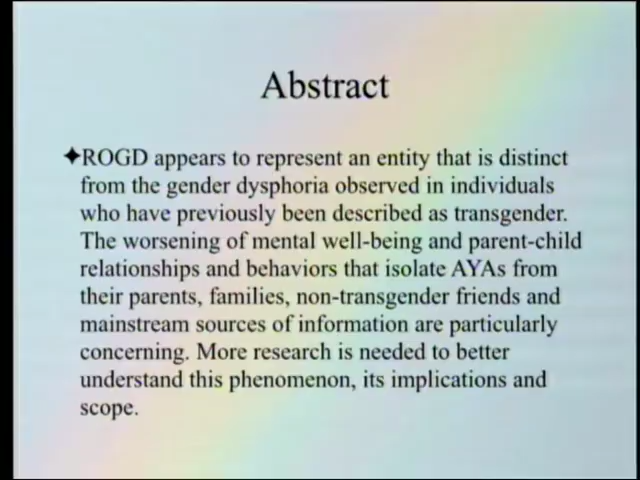 Abstract
✦ROGD appears to represent an entity that is distinct
from the gender dysphoria observed in individuals
who have previously been described as transgender.
The worsening of mental well-being and parent-child
relationships and behaviors that isolate AYAs from
their parents, families, non-transgender friends and
mainstream sources of information are particularly
concerning. More research is needed to better
understand this phenomenon, its implications and
scope.